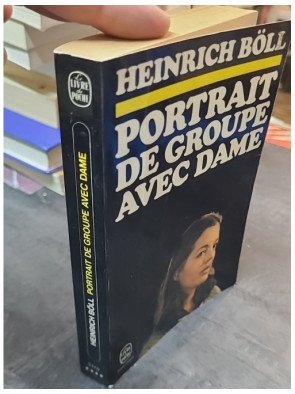 HEINRICH BÖLL
PORTRAIT
DE GROUPE
AVEC DAME
Le
LIVRE
de
POCHE
HEINRICH BÖLL PORTRAIT DE GROUPE AVEC DAME